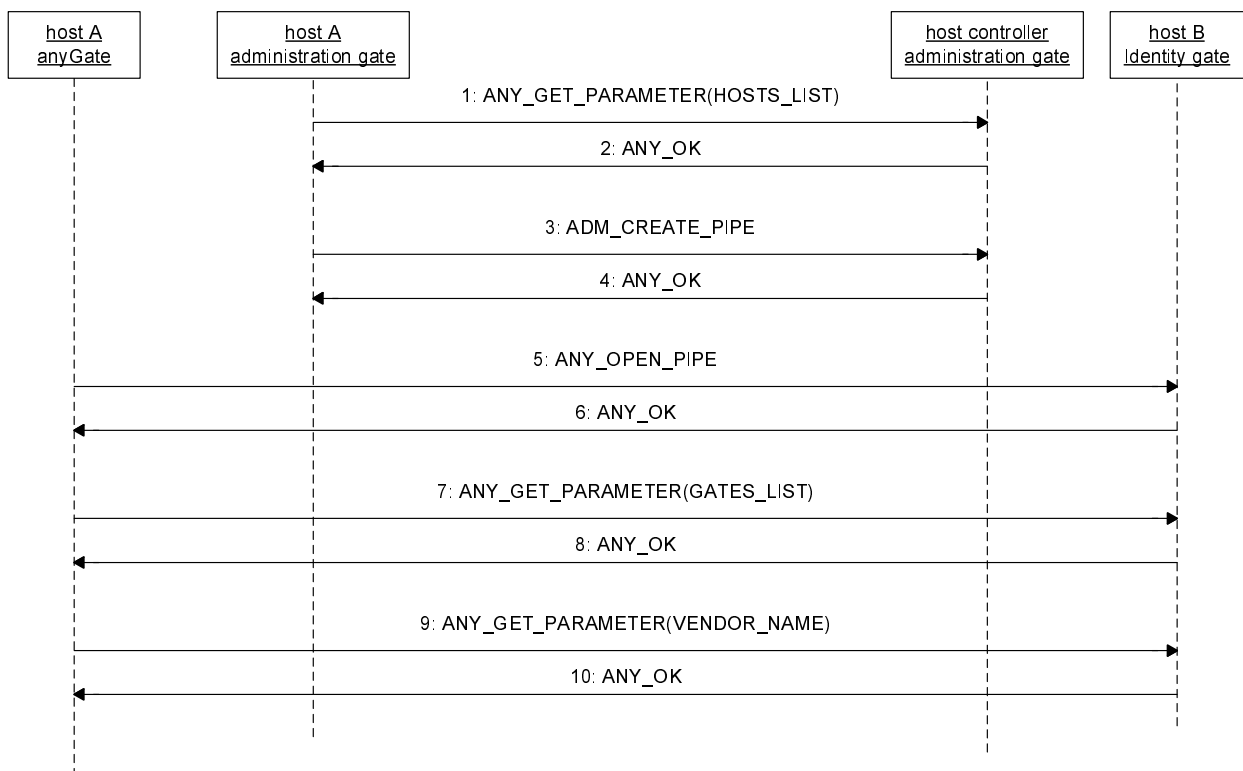 host A
anyGate
host A
administration gate
host controller
administration gate
host B
Identity gate
1: ANY_GET_PARAMETER(HOSTS_LIST)
2: ANY_OK
3: ADM_CREATE_PIPE
4: ANY_OK
5: ANY_OPEN_PIPE
6: ANY_OK
7: ANY_GET_PARAMETER(GATES_LIST)
8: ANY_OK
9: ANY_GET_PARAMETER(VENDOR_NAME)
10: ANY_OK